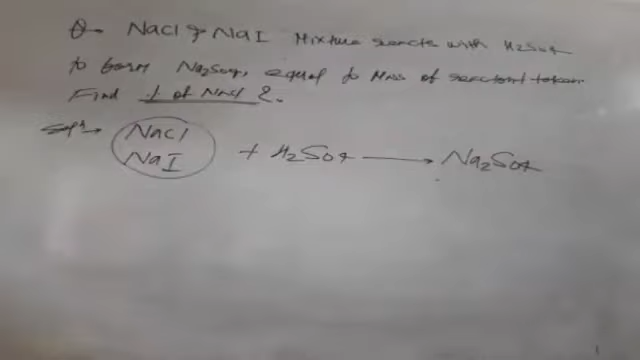 Q- NaCl & NaI Mixture reacts with H2SO4
to form Na2SO4, equal to Mass of reactant taken
Find % of NaCl ?
Sol ->
NaCl
NaI + H2SO4 → Na2SO4